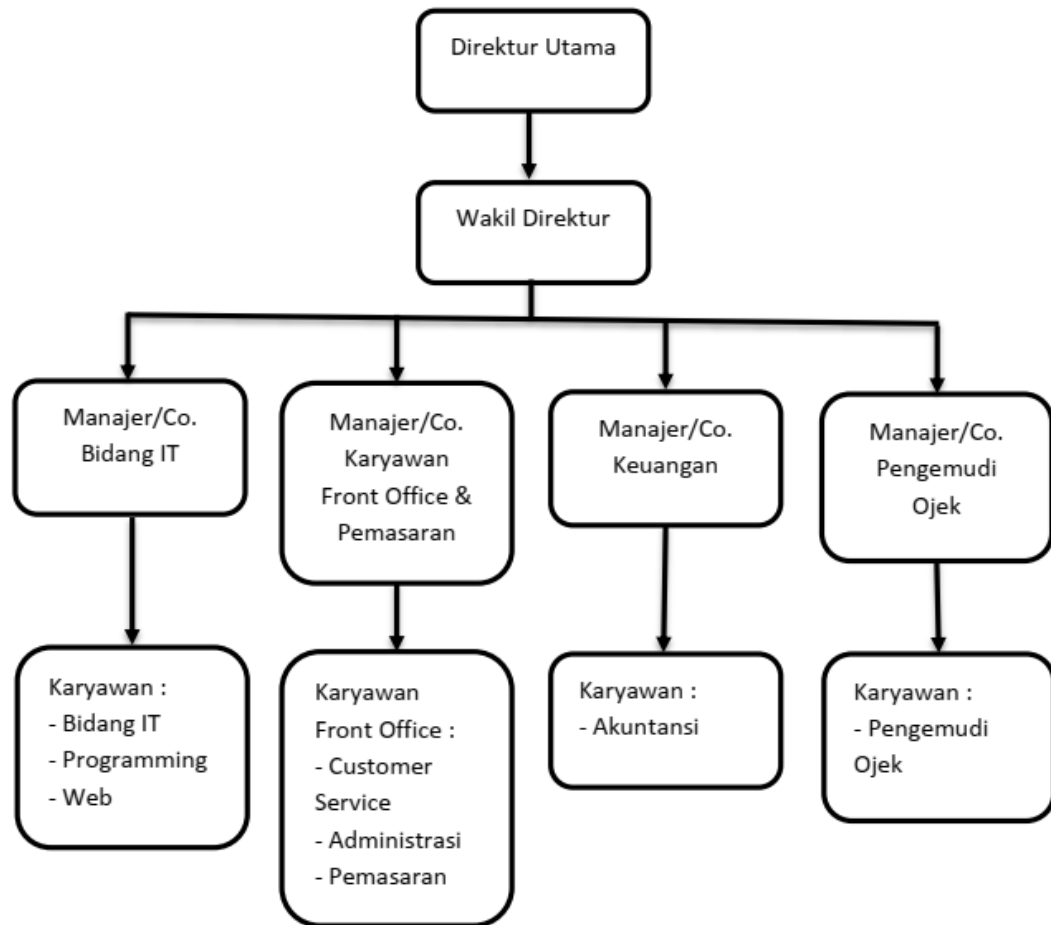 Direktur Utama
Wakil Direktur
Manajer/Co.
Bidang IT
Manajer/Co.
Karyawan
Front Office &
Pemasaran
Manajer/Co.
Keuangan
Manajer/Co.
Pengemudi
Ojek
Karyawan :
- Bidang IT
- Programming
- Web
Karyawan
Front Office :
- Customer
Service
- Administrasi
- Pemasaran
Karyawan :
- Akuntansi
Karyawan :
- Pengemudi
Ojek